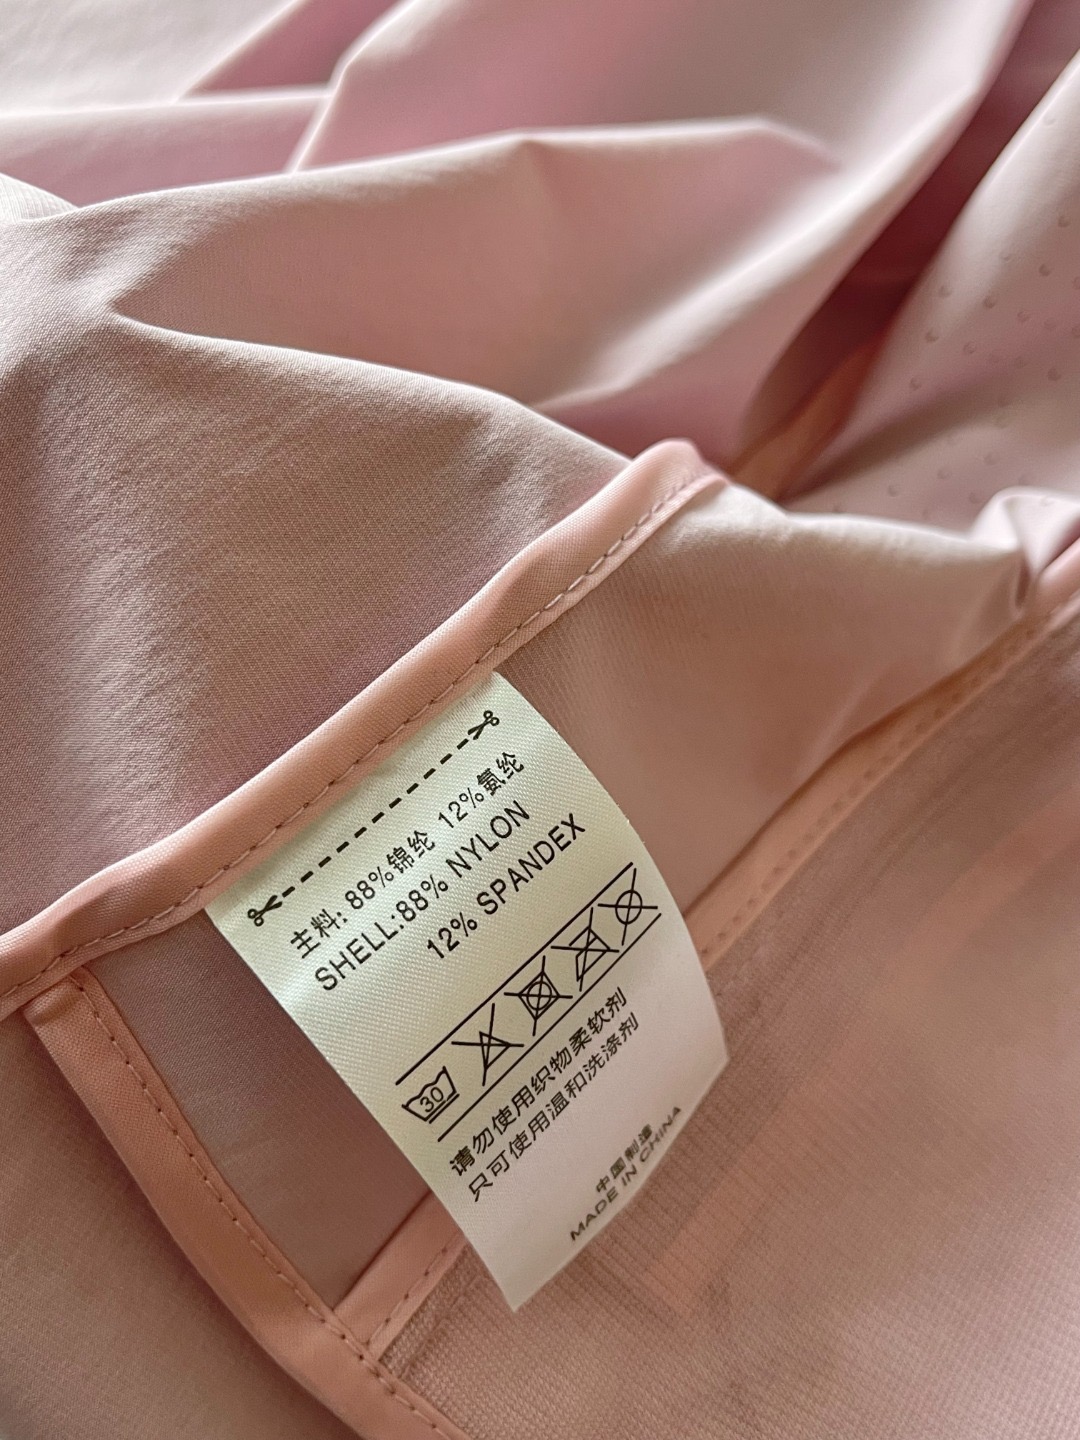 主料: 88%锦纶 12%氨纶
SHELL:88% NYLON
12% SPANDEX
30
请勿使用织物柔软剂
只可使用温和洗涤剂
中国制造
MADE IN CHINA